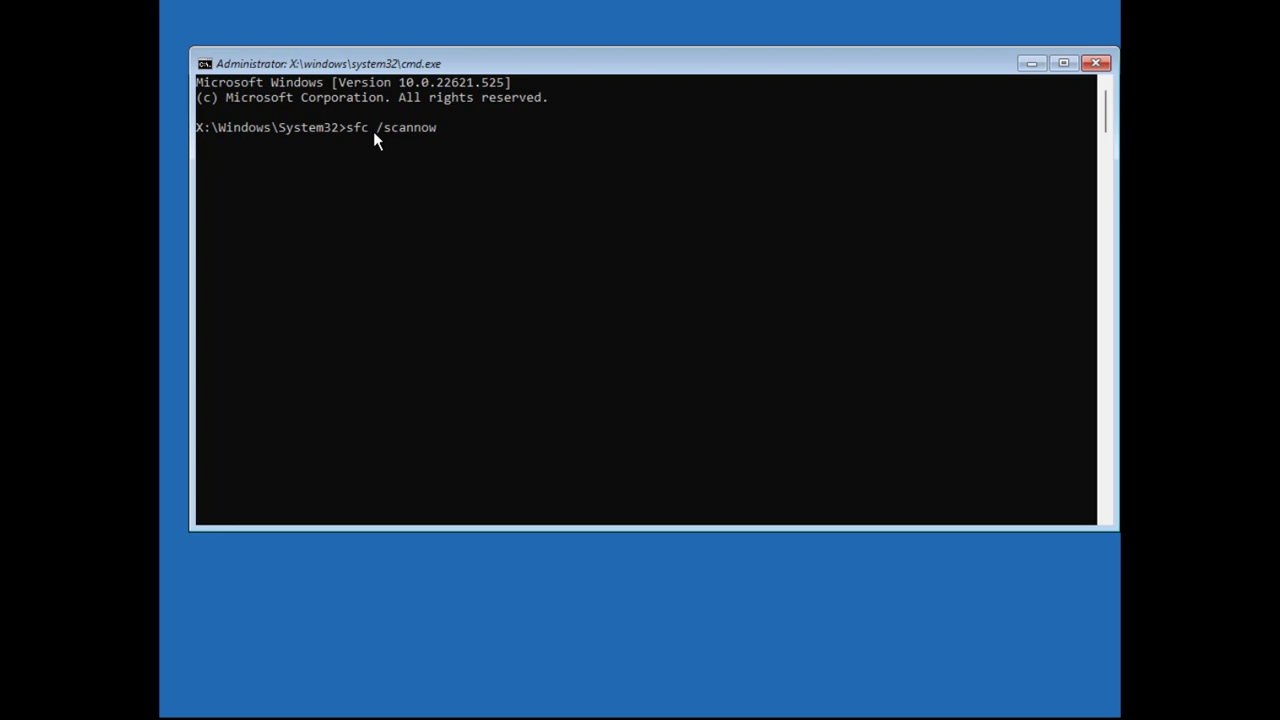 Administrator: X:\windows\system32\cmd.exe
Microsoft Windows [Version 10.0.22621.525]
(c) Microsoft Corporation. All rights reserved.
X:\Windows\System32>sfc /scannow